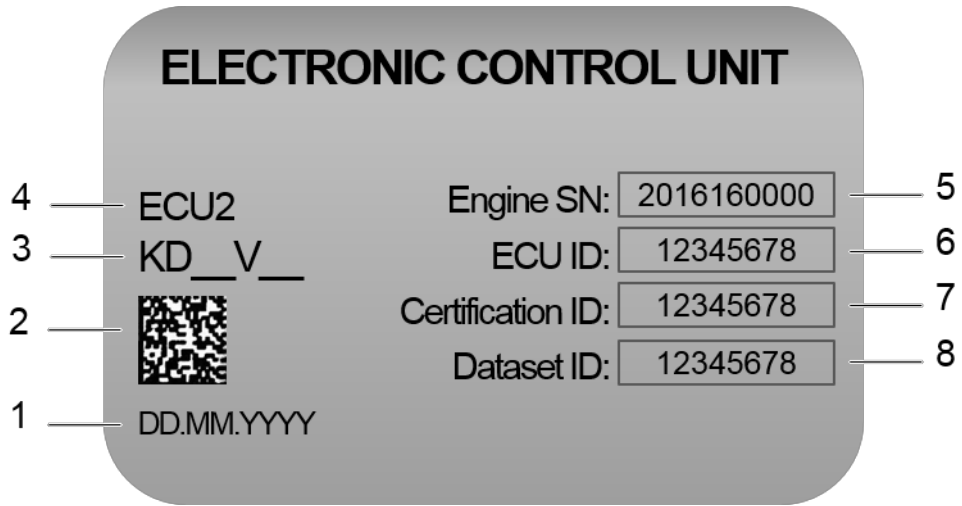 ELECTRONIC CONTROL UNIT
4 ECU2 Engine SN: 2016160000 5
3 KD__V__ ECU ID: 12345678 6
2 Certification ID: 12345678 7
Dataset ID: 12345678 8
1 DD.MM.YYYY